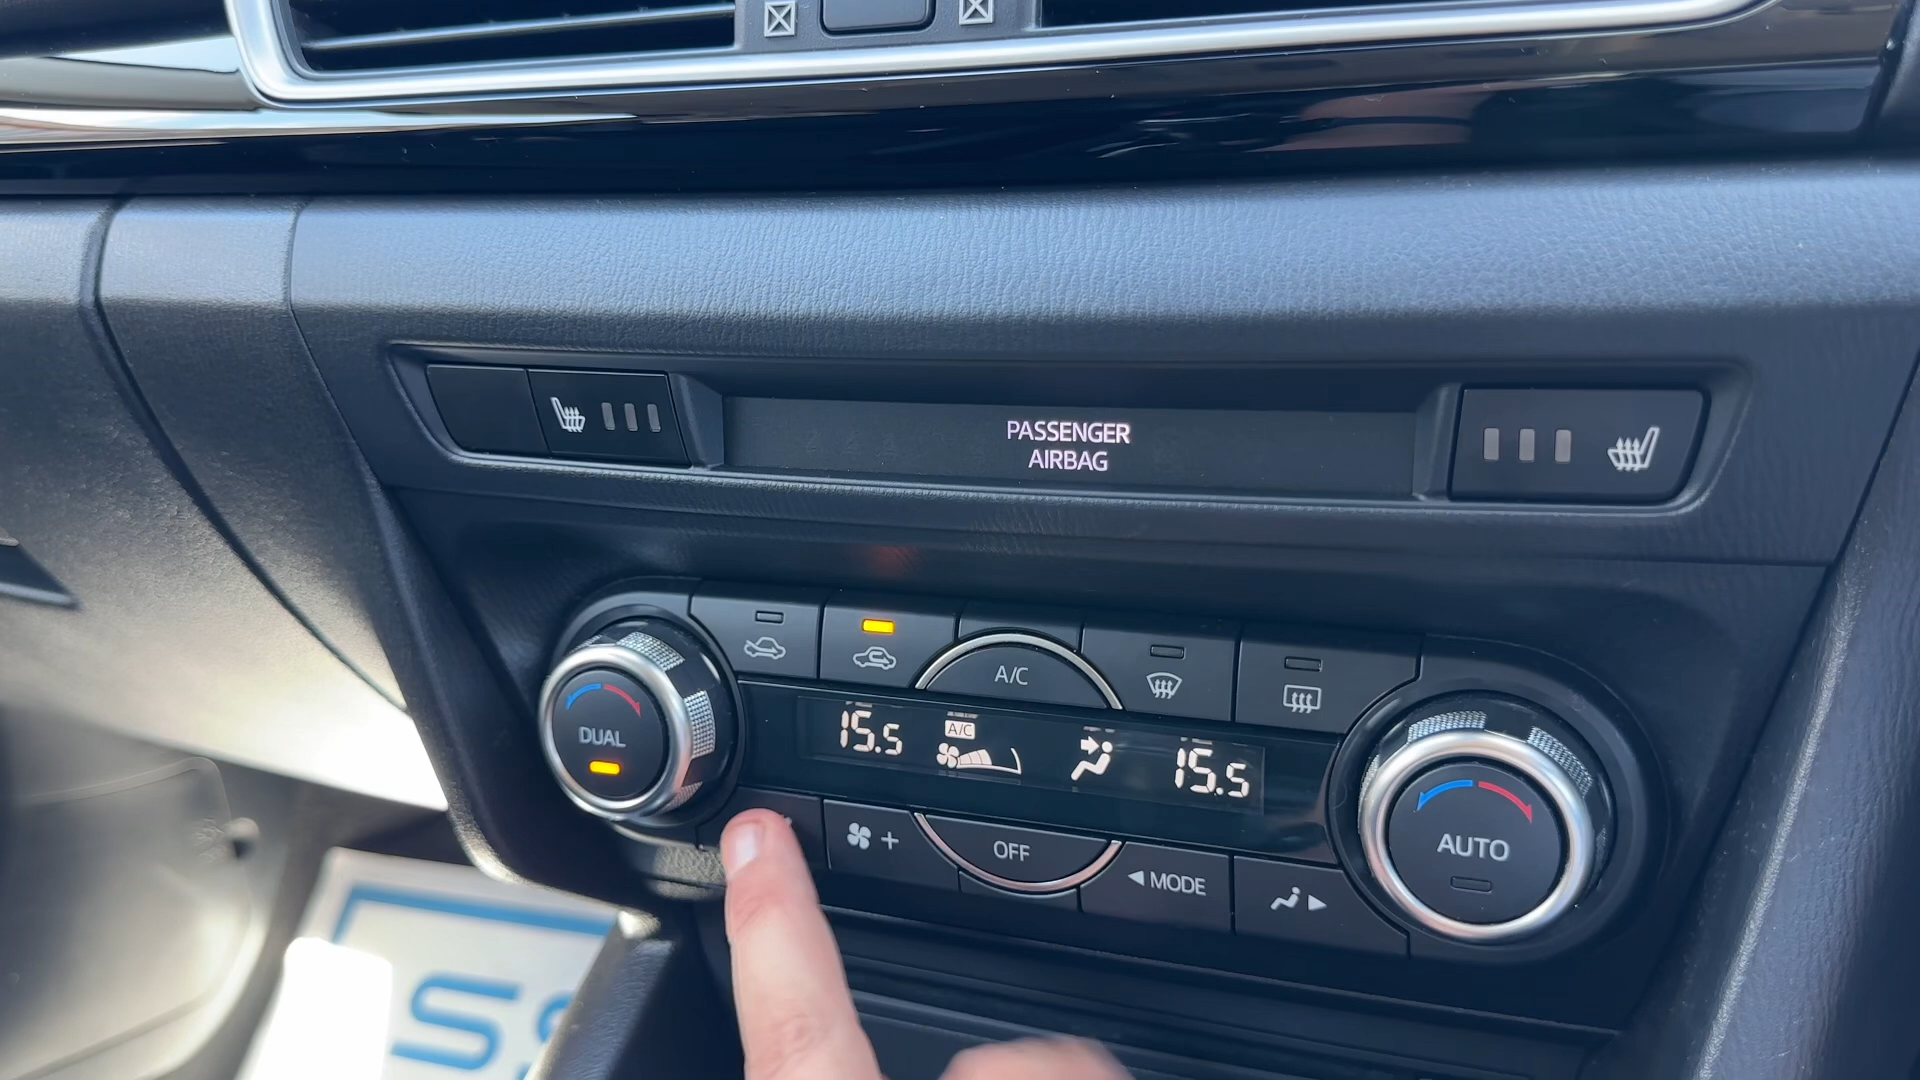 PASSENGER
AIRBAG
A/C
DUAL
15.5
A/C
15.5
+
OFF
MODE
AUTO